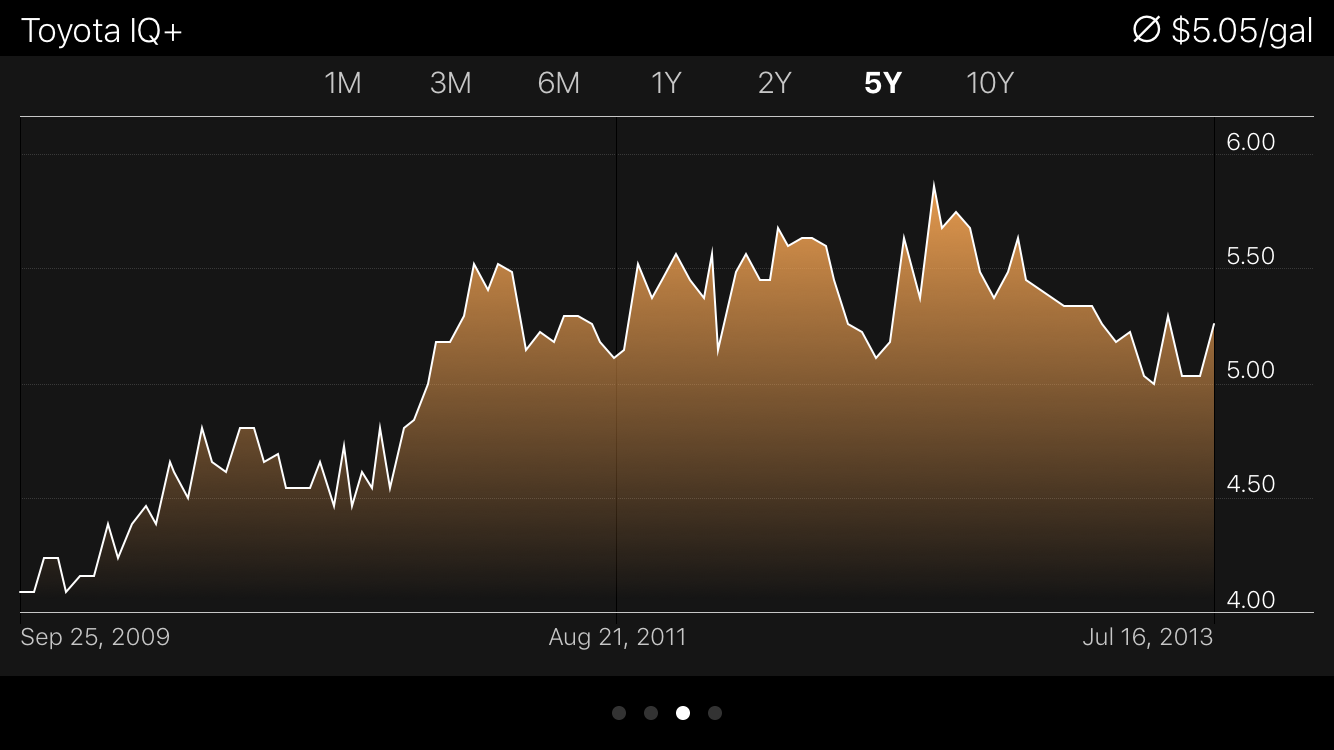 Toyota IQ+
Ø $5.05/gal
1M 3M 6M 1Y 2Y 5Y 10Y
6.00
5.50
5.00
4.50
4.00
Sep 25, 2009 Aug 21, 2011 Jul 16, 2013